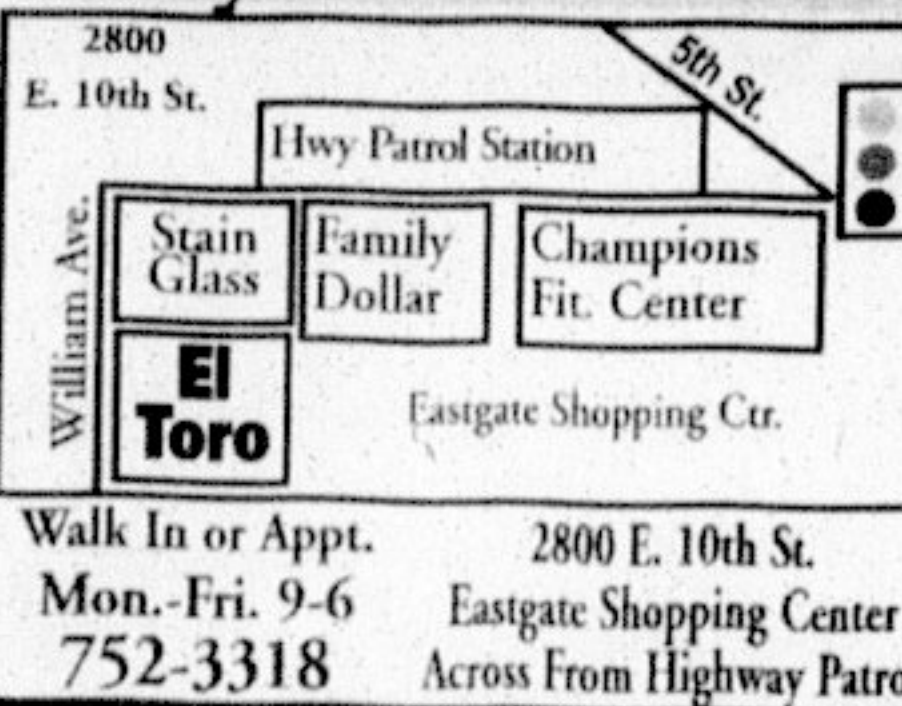 2800
E. 10th St.
5th St.
Hwy Patrol Station
William Ave.
Stain
Glass
Family
Dollar
Champions
Fit. Center
El
Toro
Eastgate Shopping Ctr.
Walk In or Appt.
Mon.-Fri. 9-6
752-3318
2800 E. 10th St.
Eastgate Shopping Center
Across From Highway Patro